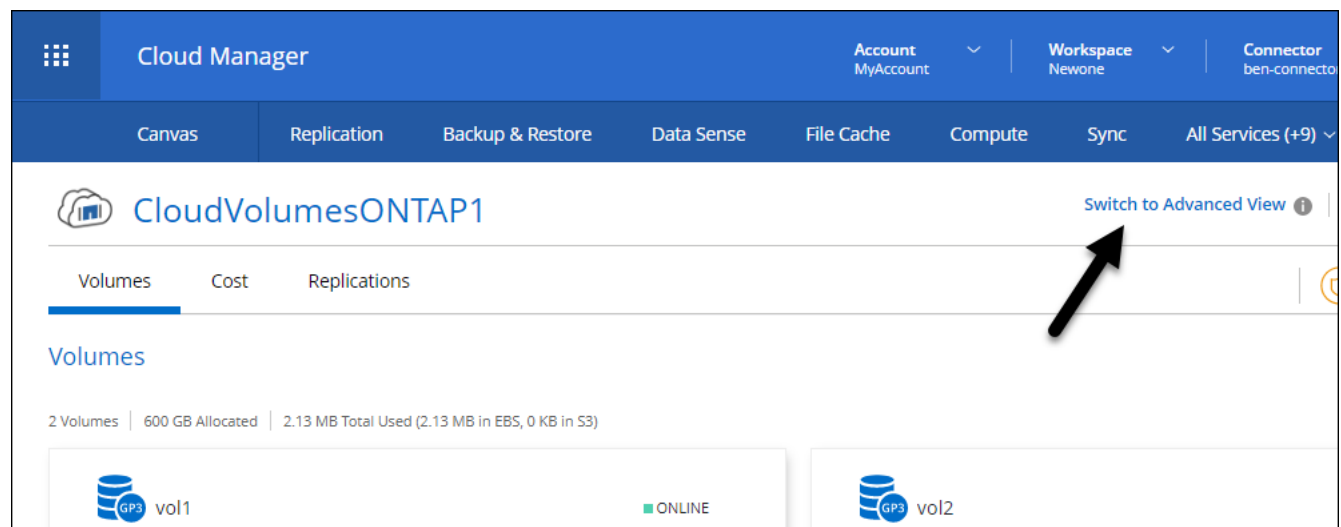 Cloud Manager
Account
MyAccount
Workspace
Newone
Connector
ben-connecto
Canvas Replication Backup & Restore Data Sense File Cache Compute Sync All Services (+9)
CloudVolumesONTAP1
Switch to Advanced View
Volumes Cost Replications
Volumes
2 Volumes | 600 GB Allocated | 2.13 MB Total Used (2.13 MB in EBS, 0 KB in S3)
GP3 vol1 ONLINE
GP3 vol2